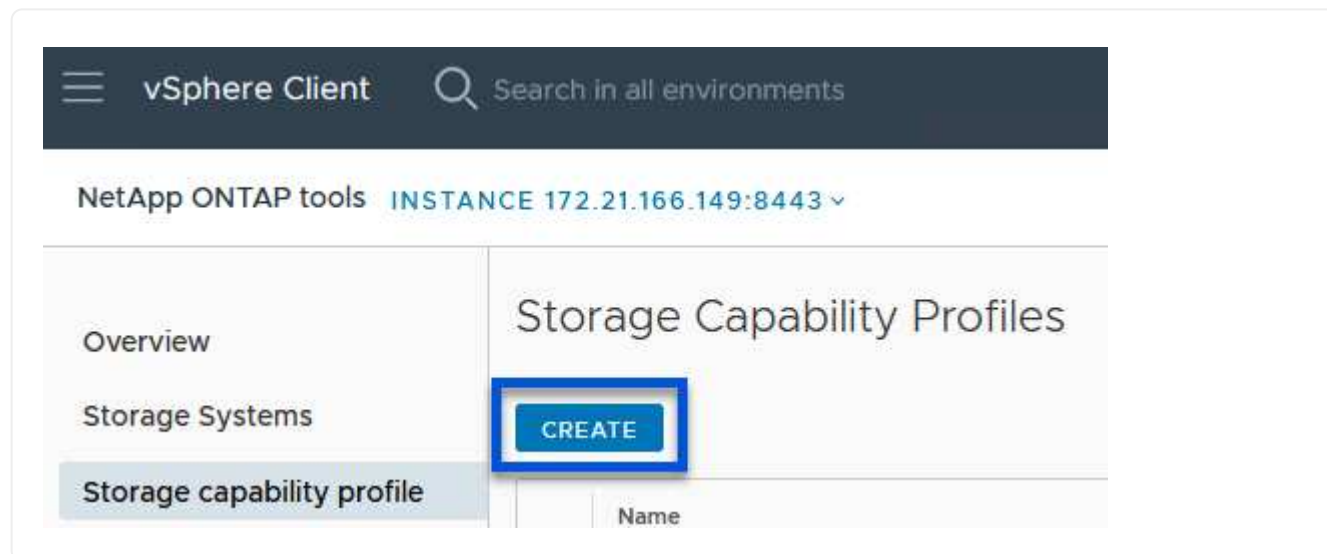 vSphere Client Search in all environments
NetApp ONTAP tools INSTANCE 172.21.166.149:8443
Overview
Storage Systems
Storage capability profile
Storage Capability Profiles
CREATE
Name